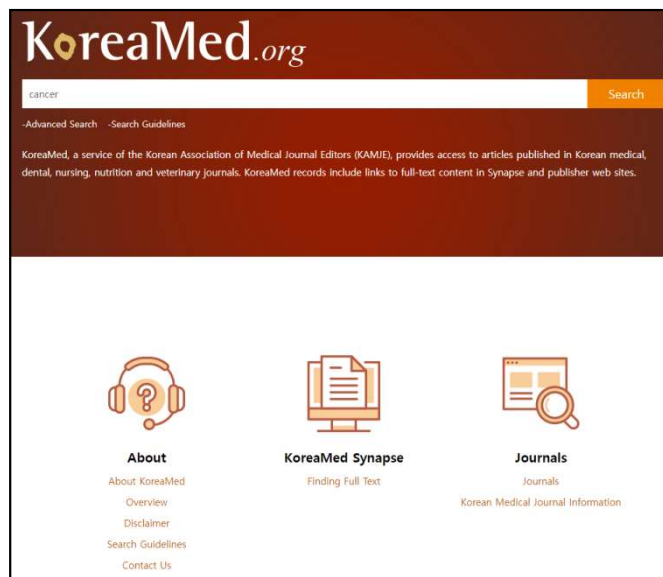 KoreaMed.org
cancer
Search
-Advanced Search -Search Guidelines
KoreaMed, a service of the Korean Association of Medical Journal Editors (KAMJE), provides access to articles published in Korean medical,
dental, nursing, nutrition and veterinary journals. KoreaMed records include links to full-text content in Synapse and publisher web sites.
?
About
About KoreaMed
Overview
Disclaimer
Search Guidelines
Contact Us
KoreaMed Synapse
Finding Full Text
Journals
Journals
Korean Medical Journal Information